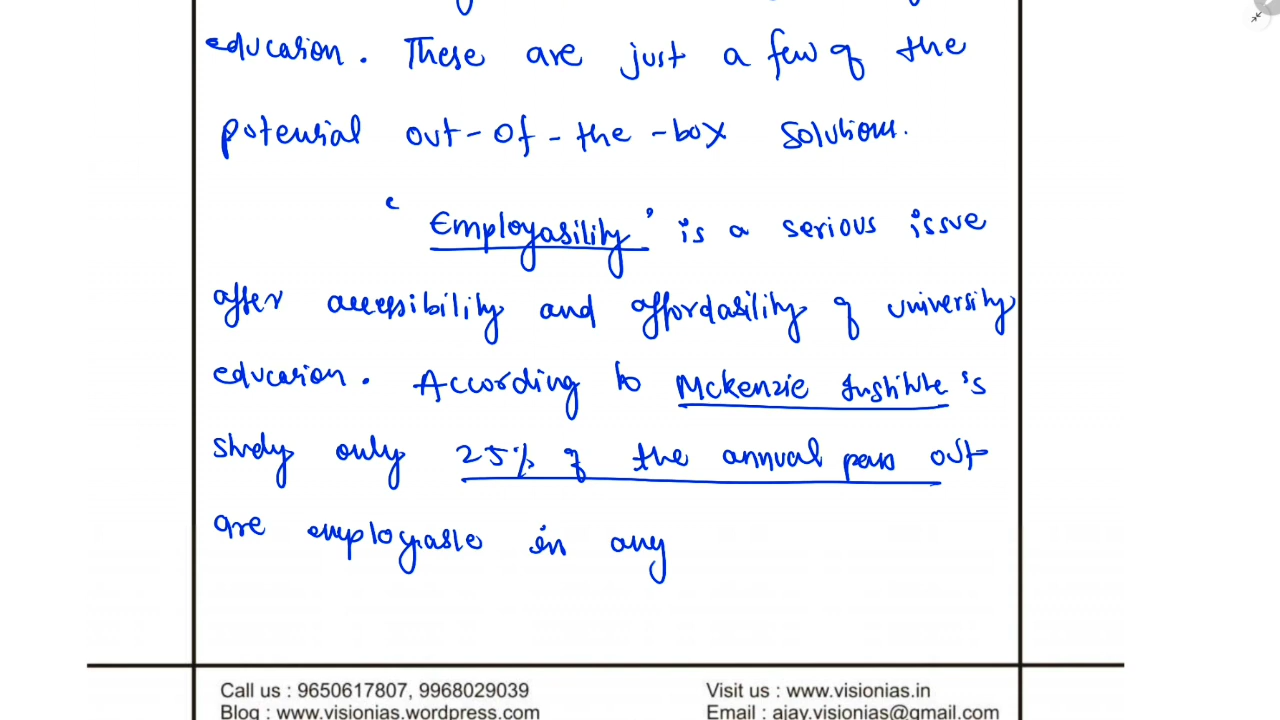 education. These are just a few of the
potential out-of-the-box solutions.
'Employability' is a serious issue
after accessibility and affordability of university
education. According to Mckenzie Institute's
study only 25% of the annual pass out
are employable in any
Call us : 9650617807, 9968029039
Visit us : www.visionias.in
Blog : www.visionias.wordpress.com
Email : ajay.visionias@gmail.com